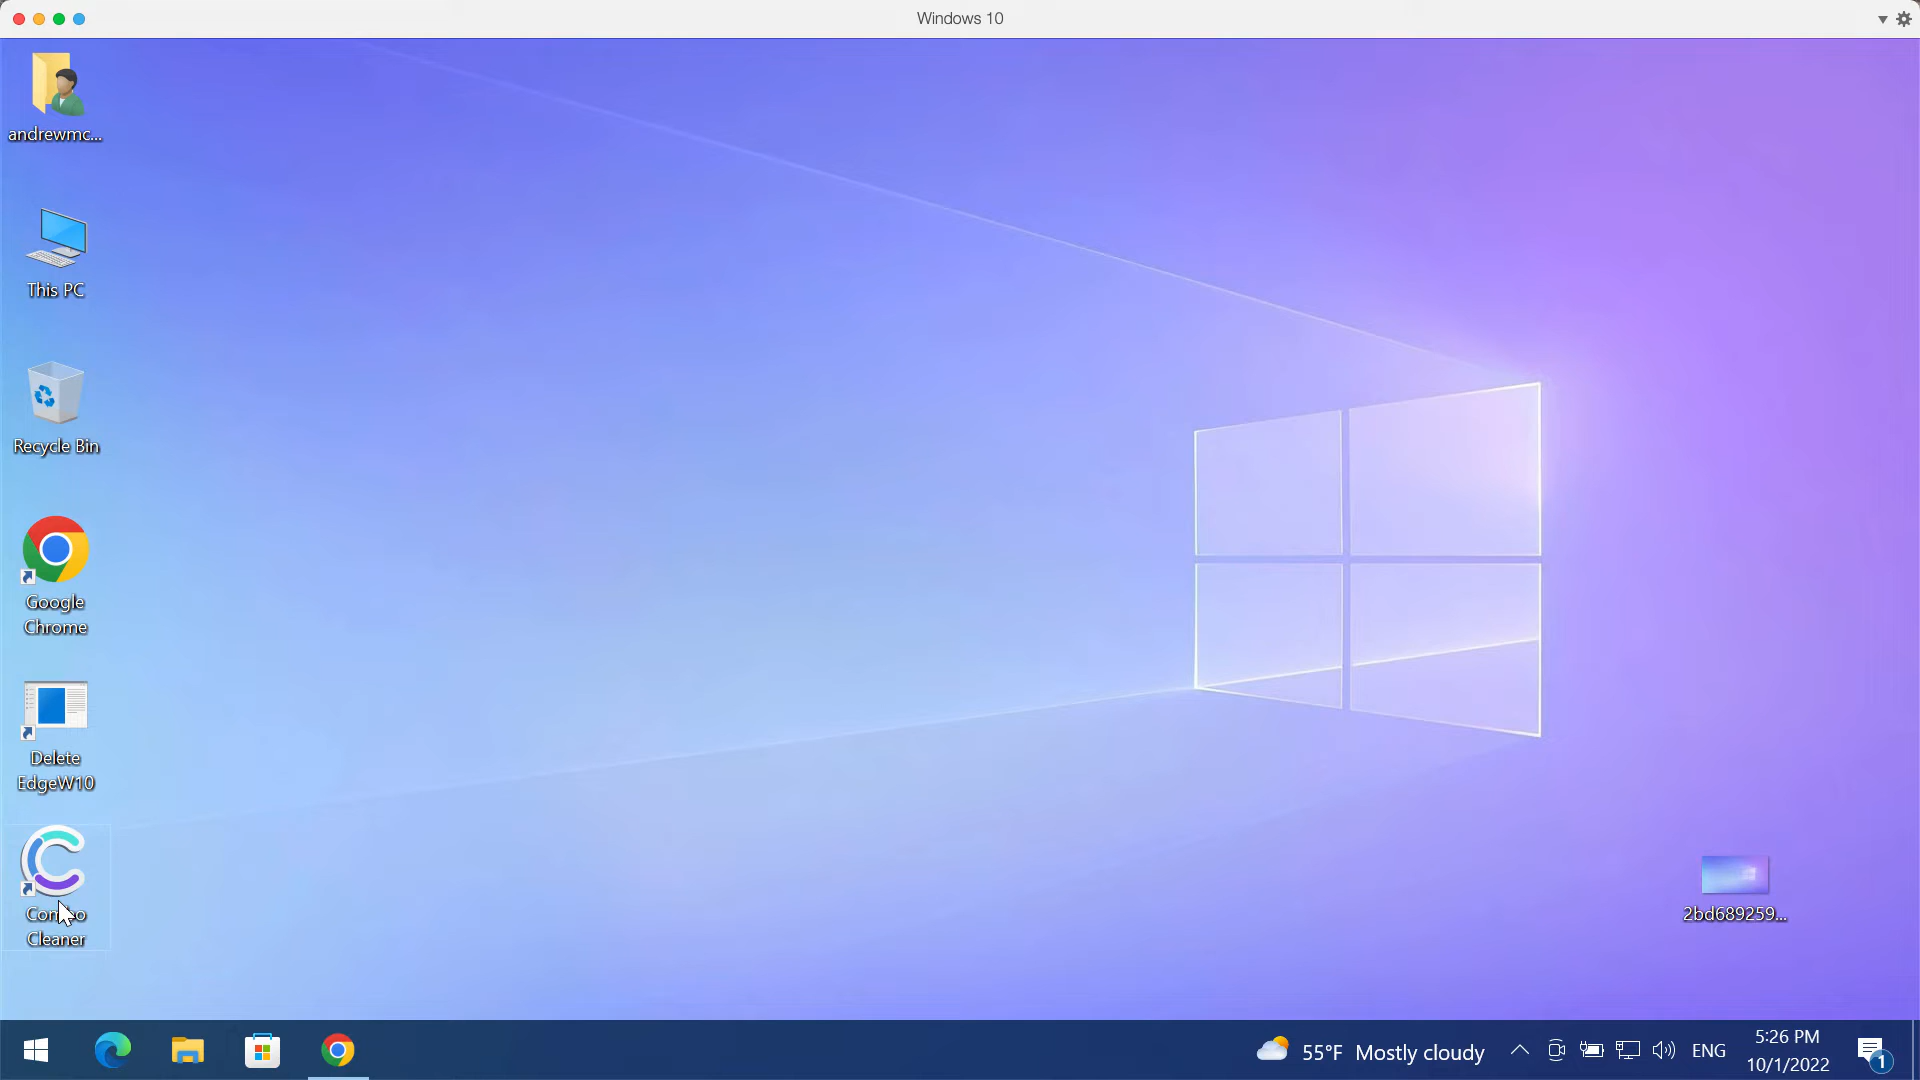 Windows 10
andrewmc...
This PC
Recycle Bin
Google
Chrome
Delete
EdgeW10
Cleaner
2bd689259...
55°F Mostly cloudy
ENG
5:26 PM
10/1/2022
1